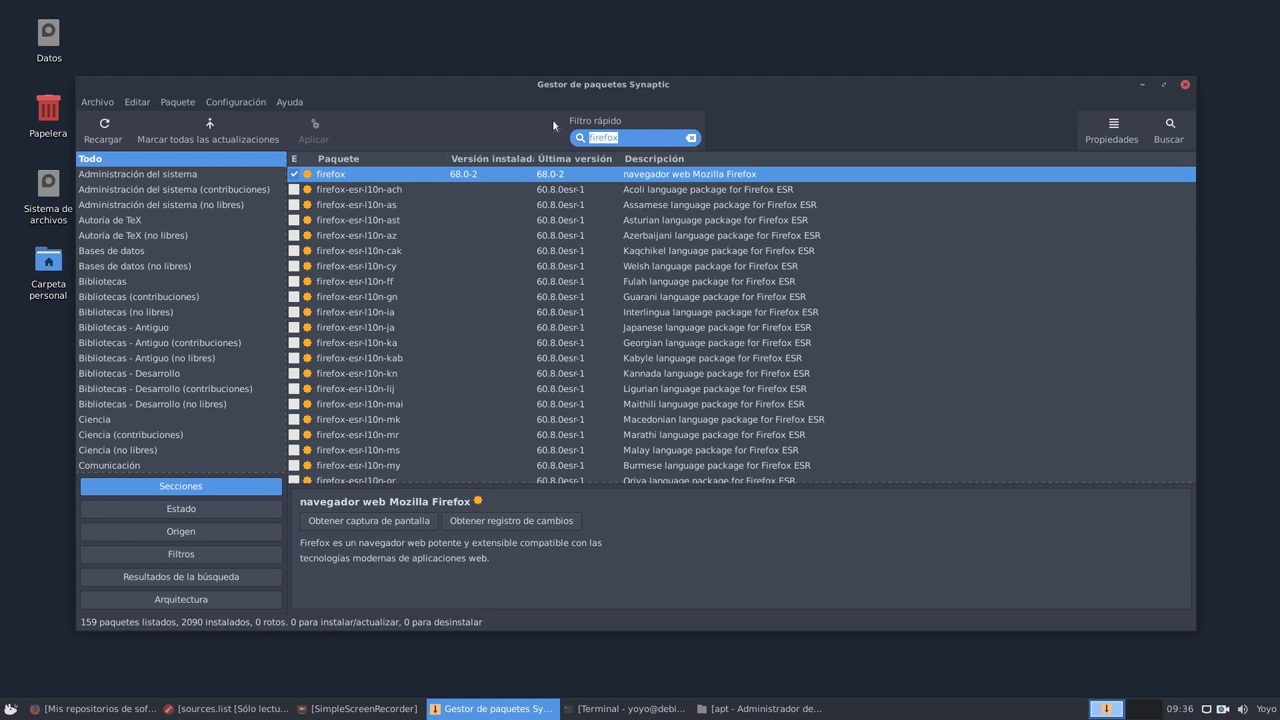 Datos
Papelera
Sistema de
archivos
Carpeta
personal
Gestor de paquetes Synaptic
Archivo Editar Paquete Configuración Ayuda
Recargar Marcar todas las actualizaciones Aplicar
Filtro rápido
firefox
Propiedades Buscar
E Paquete Versión instalad Última versión Descripción
Todo
Administración del sistema
Administración del sistema (contribuciones)
Administración del sistema (no libres)
Autoría de TeX
Autoría de TeX (no libres)
Bases de datos
Bases de datos (no libres)
Bibliotecas
Bibliotecas (contribuciones)
Bibliotecas (no libres)
Bibliotecas - Antiguo
Bibliotecas - Antiguo (contribuciones)
Bibliotecas - Antiguo (no libres)
Bibliotecas - Desarrollo
Bibliotecas - Desarrollo (contribuciones)
Bibliotecas - Desarrollo (no libres)
Ciencia
Ciencia (contribuciones)
Ciencia (no libres)
Comunicación
firefox 68.0-2 68.0-2 navegador web Mozilla Firefox
firefox-esr-l10n-ach 60.8.0esr-1 Acoli language package for Firefox ESR
firefox-esr-l10n-as 60.8.0esr-1 Assamese language package for Firefox ESR
firefox-esr-l10n-ast 60.8.0esr-1 Asturian language package for Firefox ESR
firefox-esr-l10n-az 60.8.0esr-1 Azerbaijani language package for Firefox ESR
firefox-esr-l10n-cak 60.8.0esr-1 Kaqchikel language package for Firefox ESR
firefox-esr-l10n-cy 60.8.0esr-1 Welsh language package for Firefox ESR
firefox-esr-l10n-ff 60.8.0esr-1 Fulah language package for Firefox ESR
firefox-esr-l10n-gn 60.8.0esr-1 Guarani language package for Firefox ESR
firefox-esr-l10n-ia 60.8.0esr-1 Interlingua language package for Firefox ESR
firefox-esr-l10n-ja 60.8.0esr-1 Japanese language package for Firefox ESR
firefox-esr-l10n-ka 60.8.0esr-1 Georgian language package for Firefox ESR
firefox-esr-l10n-kab 60.8.0esr-1 Kabyle language package for Firefox ESR
firefox-esr-l10n-kn 60.8.0esr-1 Kannada language package for Firefox ESR
firefox-esr-l10n-lij 60.8.0esr-1 Ligurian language package for Firefox ESR
firefox-esr-l10n-mai 60.8.0esr-1 Maithili language package for Firefox ESR
firefox-esr-l10n-mk 60.8.0esr-1 Macedonian language package for Firefox ESR
firefox-esr-l10n-mr 60.8.0esr-1 Marathi language package for Firefox ESR
firefox-esr-l10n-ms 60.8.0esr-1 Malay language package for Firefox ESR
firefox-esr-l10n-my 60.8.0esr-1 Burmese language package for Firefox ESR
firefox-esr-l10n-or 60.8.0esr-1 Oriya language package for Firefox ESR
Secciones
Estado
Origen
Filtros
Resultados de la búsqueda
Arquitectura
navegador web Mozilla Firefox
Obtener captura de pantalla Obtener registro de cambios
Firefox es un navegador web potente y extensible compatible con las
tecnologías modernas de aplicaciones web.
159 paquetes listados, 2090 instalados, 0 rotos. 0 para instalar/actualizar, 0 para desinstalar
[Mis repositorios de sof... [sources.list [Sólo lectu... [SimpleScreenRecorder] Gestor de paquetes Sy... [Terminal - yoyo@debi... [apt - Administrador de... 09:36 Yoyo